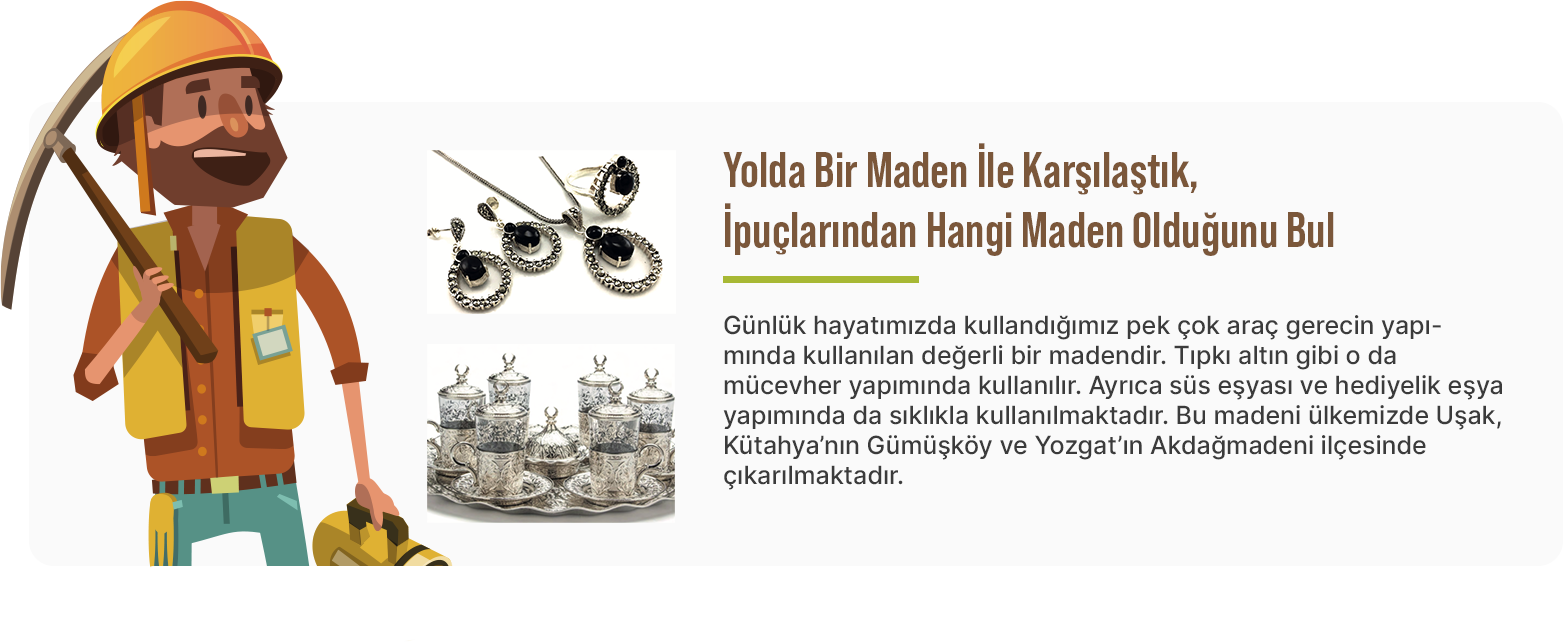 Yolda Bir Maden İle Karşılaştık,
İpuçlarından Hangi Maden Olduğunu Bul
Günlük hayatımızda kullandığımız pek çok araç gerecin yapı-
mında kullanılan değerli bir madendir. Tıpkı altın gibi o da
mücevher yapımında kullanılır. Ayrıca süs eşyası ve hediyelik eşya
yapımında da sıklıkla kullanılmaktadır. Bu madeni ülkemizde Uşak,
Kütahya’nın Gümüşköy ve Yozgat’ın Akdağmadeni ilçesinde
çıkarılmaktadır.